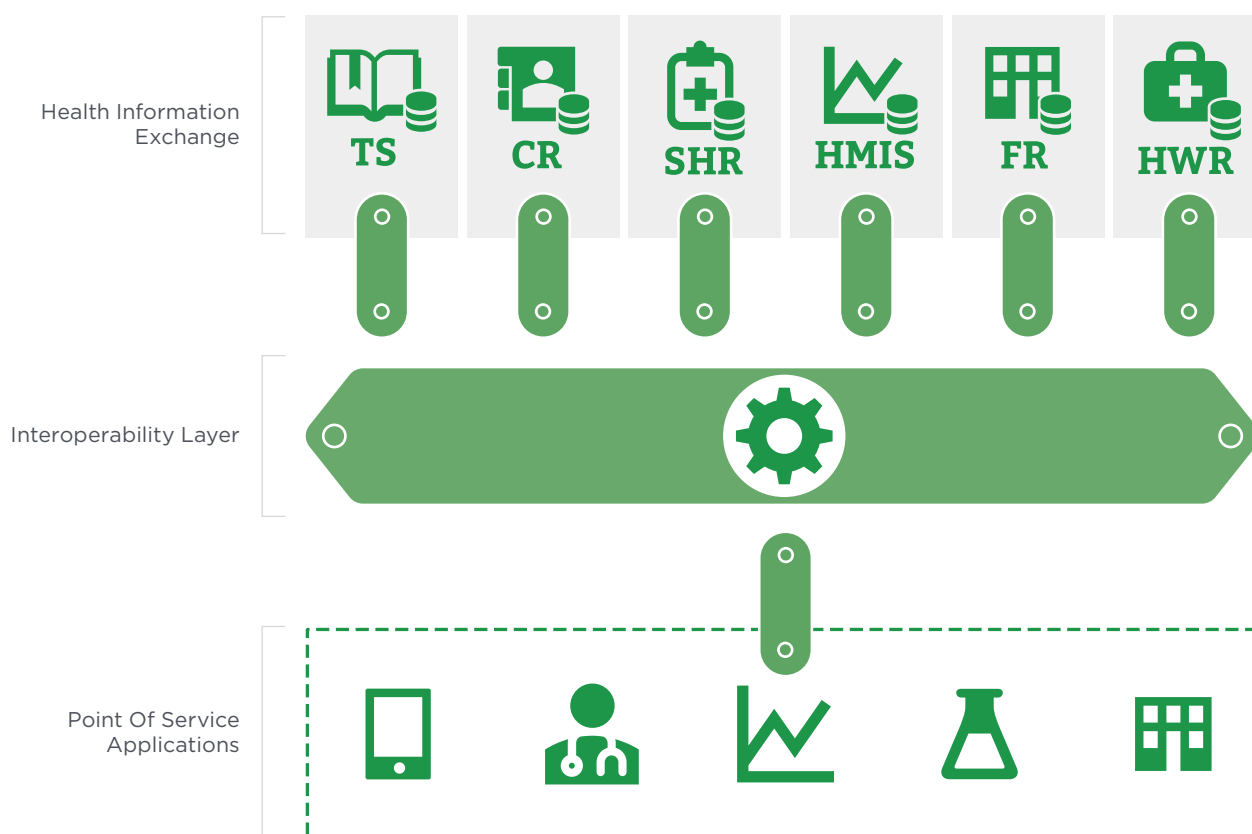 Health Information
Exchange
TS
CR
SHR
HMIS
FR
HWR
Interoperability Layer
Point Of Service
Applications